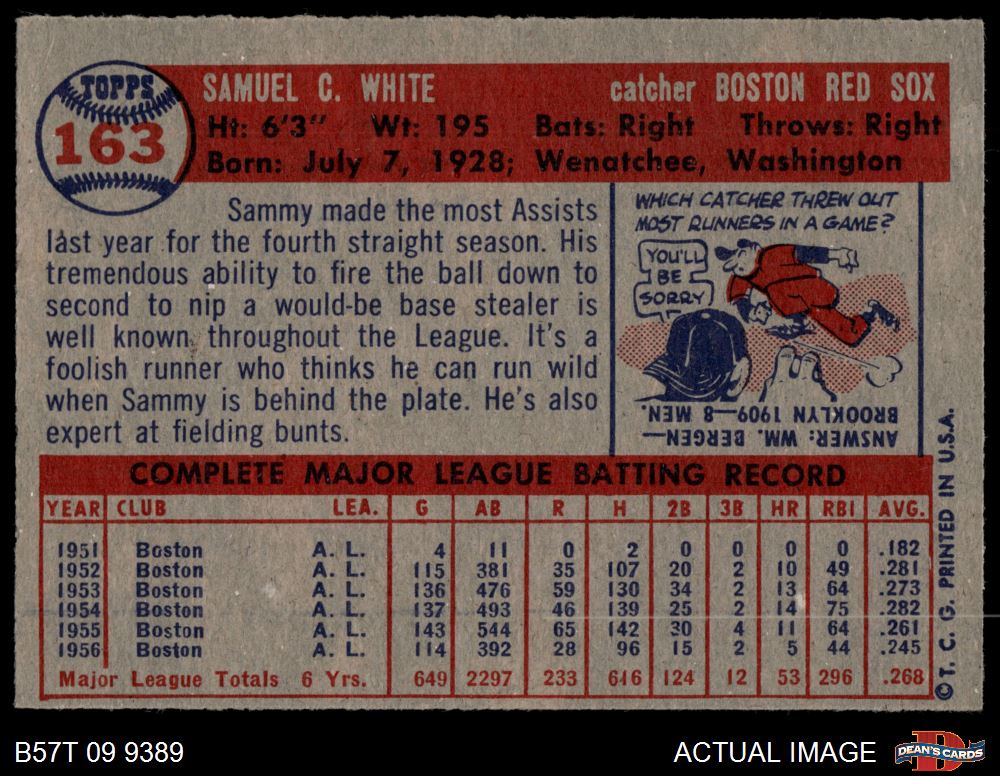 TOPPS
163
SAMUEL C. WHITE catcher BOSTON RED SOX
Ht: 6'3" Wt: 195 Bats: Right Throws: Right
Born: July 7, 1928; Wenatchee, Washington
Sammy made the most Assists
last year for the fourth straight season. His
tremendous ability to fire the ball down to
second to nip a would-be base stealer is
well known throughout the League. It's a
foolish runner who thinks he can run wild
when Sammy is behind the plate. He's also
expert at fielding bunts.
WHICH CATCHER THREW OUT
MOST RUNNERS IN A GAME?
YOU'LL
BE
SORRY
ANSWER: WM. BERGEN—
BROOKLYN 1909—8 MEN.
COMPLETE MAJOR LEAGUE BATTING RECORD
YEAR CLUB LEA. G AB R H 2B 3B HR RBI AVG.
1951 Boston A. L. 4 11 0 2 0 0 0 0 .182
1952 Boston A. L. 115 381 35 107 20 2 10 49 .281
1953 Boston A. L. 136 476 59 130 34 2 13 64 .273
1954 Boston A. L. 137 493 46 139 25 2 14 75 .282
1955 Boston A. L. 143 544 65 142 30 4 11 64 .261
1956 Boston A. L. 114 392 28 96 15 2 5 44 .245
Major League Totals 6 Yrs. 649 2297 233 616 124 12 53 296 .268
© T. C. G. PRINTED IN U.S.A.
B57T 09 9389
ACTUAL IMAGE
D
DEAN'S CARDS